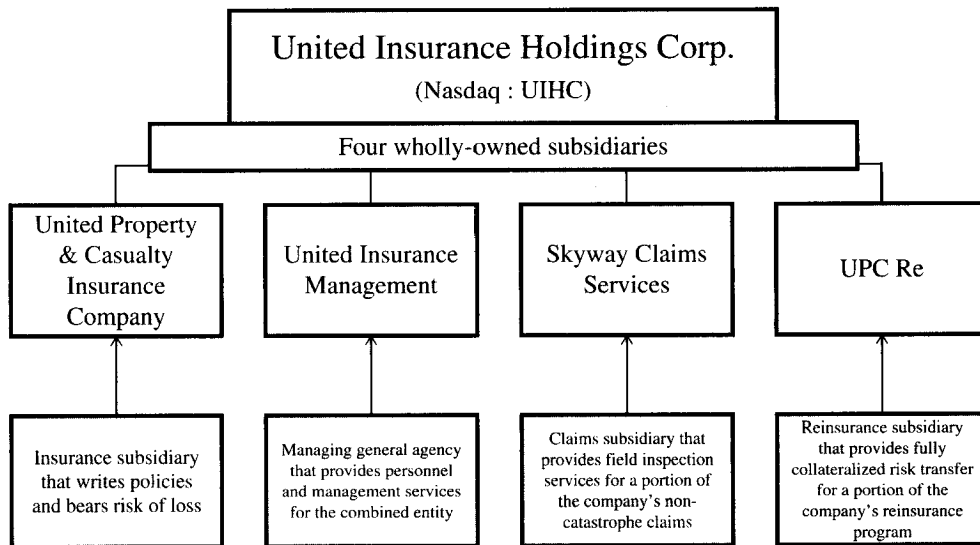 United Insurance Holdings Corp.
(Nasdaq : UIHC)
Four wholly-owned subsidiaries
United Property
& Casualty
Insurance
Company
United Insurance
Management
Skyway Claims
Services
UPC Re
Insurance subsidiary
that writes policies
and bears risk of loss
Managing general agency
that provides personnel
and management services
for the combined entity
Claims subsidiary that
provides field inspection
services for a portion of
the company's non-
catastrophe claims
Reinsurance subsidiary
that provides fully
collateralized risk transfer
for a portion of the
company's reinsurance
program